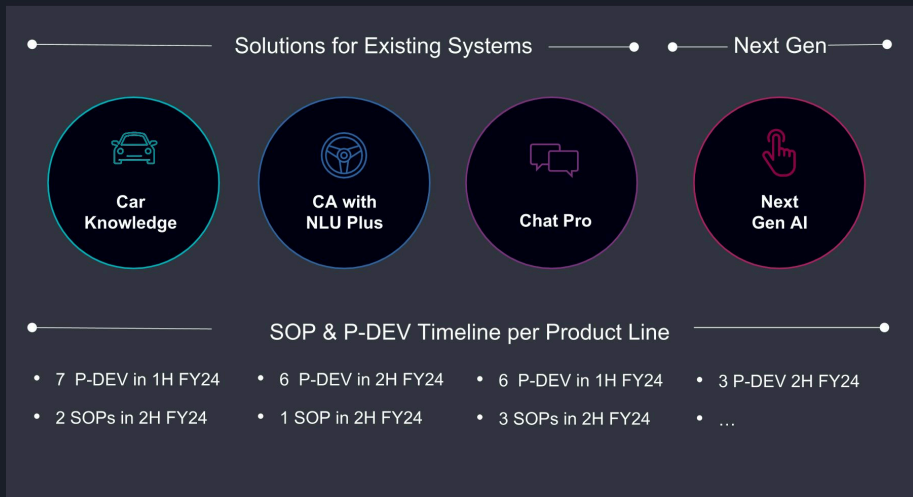 Solutions for Existing Systems
Next Gen
Car
Knowledge
CA with
NLU Plus
Chat Pro
Next
Gen AI
SOP & P-DEV Timeline per Product Line
• 7 P-DEV in 1H FY24
• 2 SOPs in 2H FY24
• 6 P-DEV in 2H FY24
• 1 SOP in 2H FY24
• 6 P-DEV in 1H FY24
• 3 SOPs in 2H FY24
• 3 P-DEV 2H FY24
• …